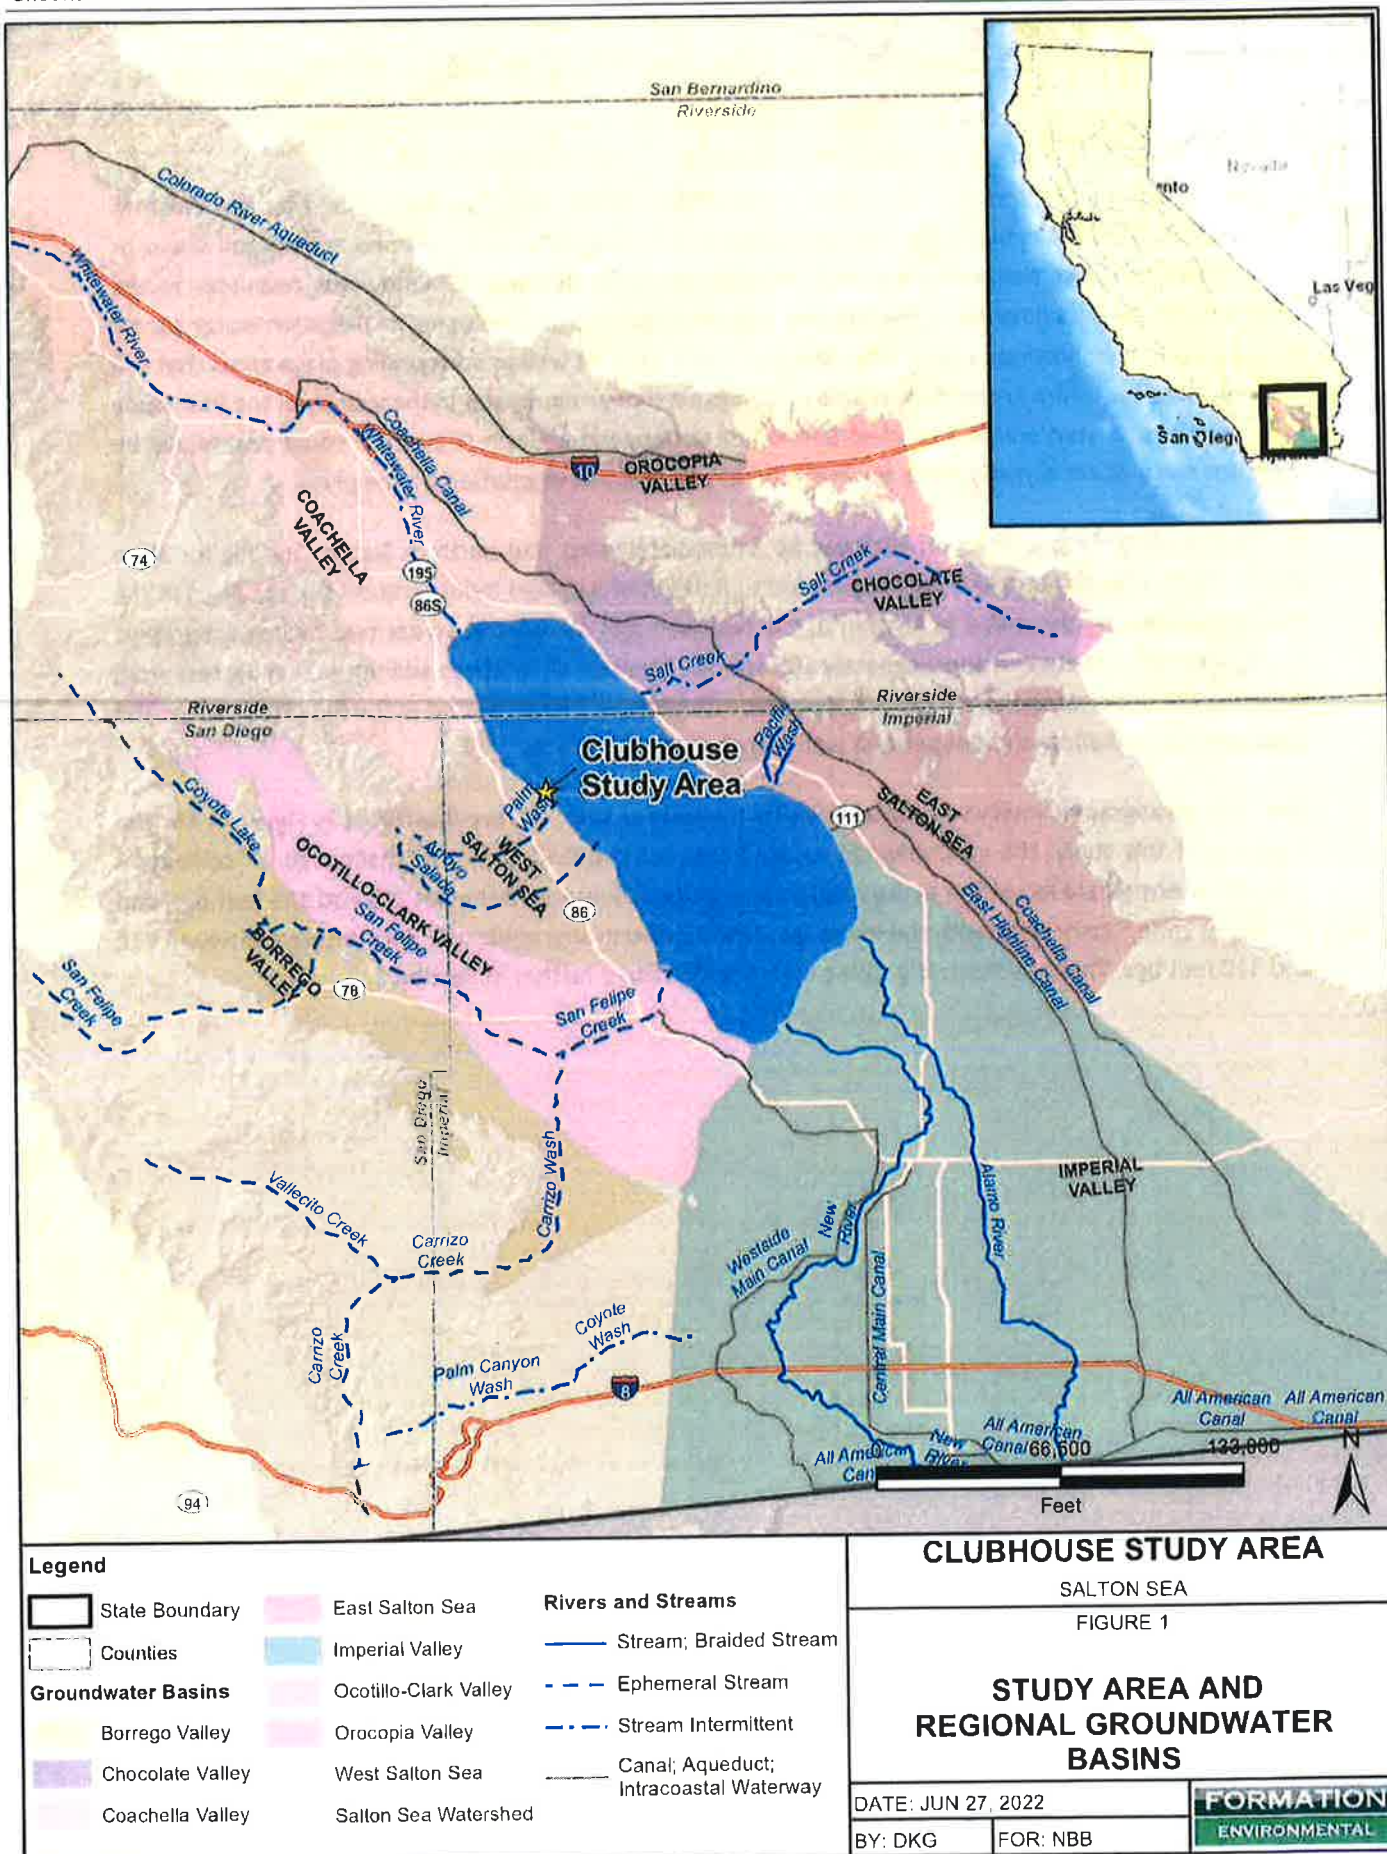 San Bernardino
Riverside
Nevada
ento
Las Veg
San Dieg
Colorado River Aqueduct
Whitewater River
Coachella Canal
Whitewater River
10
OROCOPIA
VALLEY
COACHELLA
VALLEY
74
195
86S
Salt Creek
CHOCOLATE
VALLEY
Salt Creek
Riverside
San Diego
Riverside
Imperial
Pacific
Wash
Clubhouse
Study Area
Palm
Wash
Coyote Lake
EAST
SALTON SEA
111
WEST
SALTON SEA
Arroyo
Salada
OCOTILLO-CLARK VALLEY
86
San Felipe
Creek
BORREGO
VALLEY
East Highline Canal
Coachella Canal
San Felipe
Creek
78
San Felipe
Creek
San Diego
Imperial
Carrizo Wash
Vallecito Creek
Carrizo
Creek
IMPERIAL
VALLEY
Alamo River
New
River
Westside
Main Canal
Central Main Canal
Coyote
Wash
Carrizo
Creek
Palm Canyon
Wash
8
All American
Canal
All American
Canal
All American
Canal
New
River
All American
Can
0
66,500
133,000
Feet
N
94
Legend
State Boundary
Counties
Groundwater Basins
Borrego Valley
Chocolate Valley
Coachella Valley
East Salton Sea
Imperial Valley
Ocotillo-Clark Valley
Orocopia Valley
West Salton Sea
Salton Sea Watershed
Rivers and Streams
Stream; Braided Stream
Ephemeral Stream
Stream Intermittent
Canal; Aqueduct;
Intracoastal Waterway
CLUBHOUSE STUDY AREA
SALTON SEA
FIGURE 1
STUDY AREA AND
REGIONAL GROUNDWATER
BASINS
DATE: JUN 27, 2022
BY: DKG
FOR: NBB
FORMATION
ENVIRONMENTAL